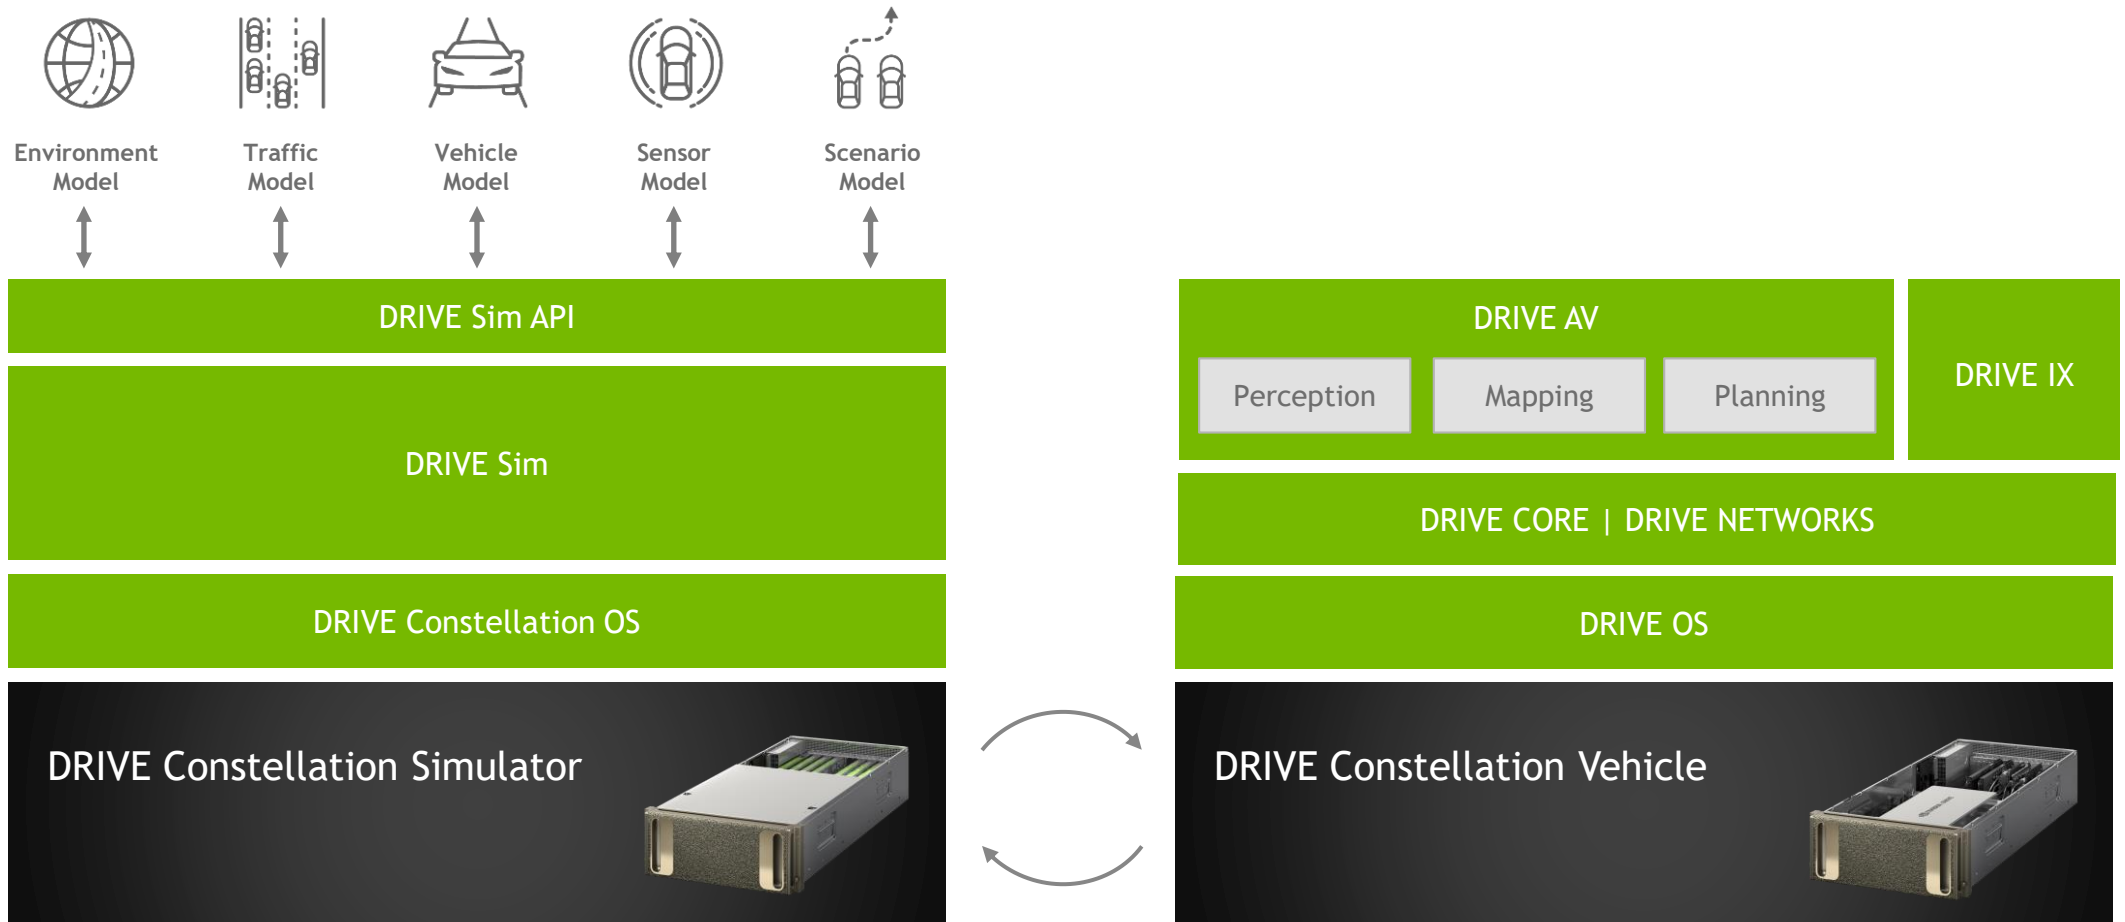 Environment
Model
Traffic
Model
Vehicle
Model
Sensor
Model
Scenario
Model
DRIVE Sim API
DRIVE Sim
DRIVE Constellation OS
DRIVE Constellation Simulator
DRIVE AV
Perception
Mapping
Planning
DRIVE IX
DRIVE CORE | DRIVE NETWORKS
DRIVE OS
DRIVE Constellation Vehicle